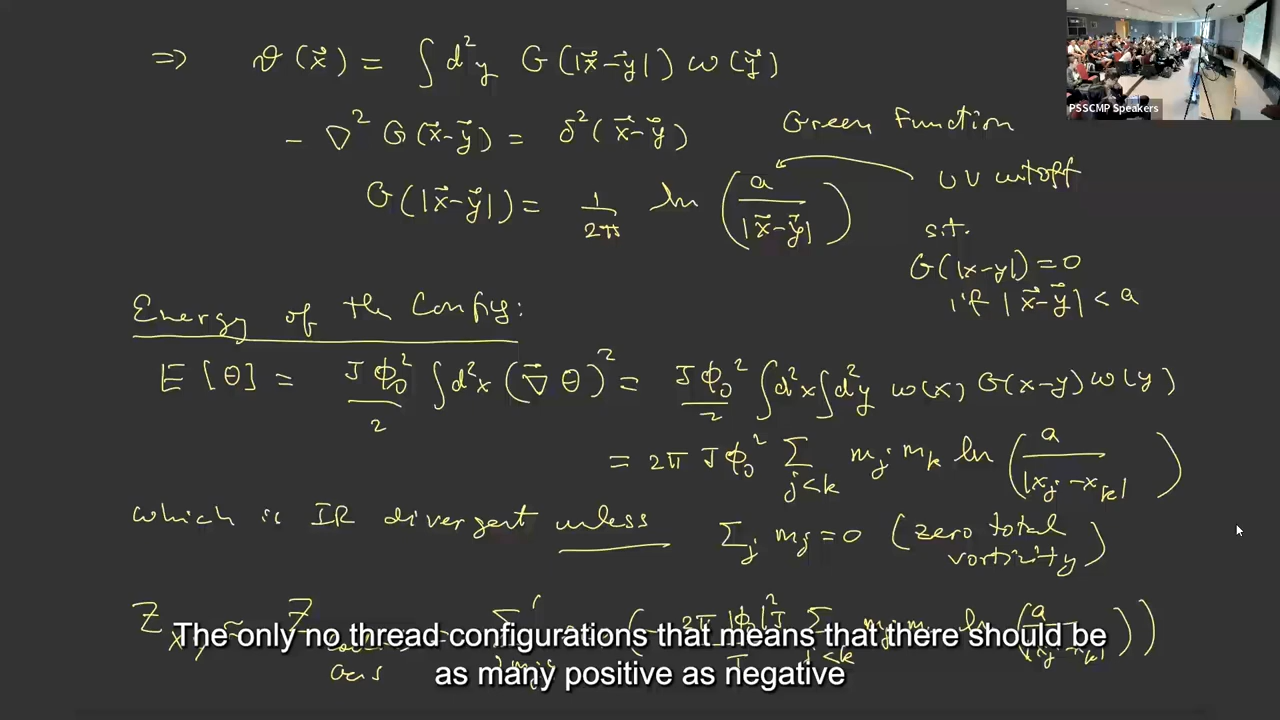 PSSCMP Speakers
⇒ ϑ(x⃗) = ∫d²y G(|x⃗-y⃗|) ω(y⃗)
- ∇² G(x⃗-y⃗) = δ²(x⃗-y⃗) Green Function
G(|x⃗-y⃗|) = 1/2π ln (a/|x⃗-y⃗|) UV cutoff
s.t.
G(|x-y|) = 0
if |x⃗-y⃗| < a
Energy of the Config:
E[θ] = Jϕ₀²/2 ∫d²x (∇⃗θ)² = Jϕ₀²/2 ∫d²x∫d²y ω(x) G(x-y) ω(y)
= 2π Jϕ₀² Σ_{j<k} m_j m_k ln (a/|x_j - x_k|)
which is IR divergent unless Σ_j m_j = 0 (zero total
vorticity)
The only no thread configurations that means that there should be
as many positive as negative